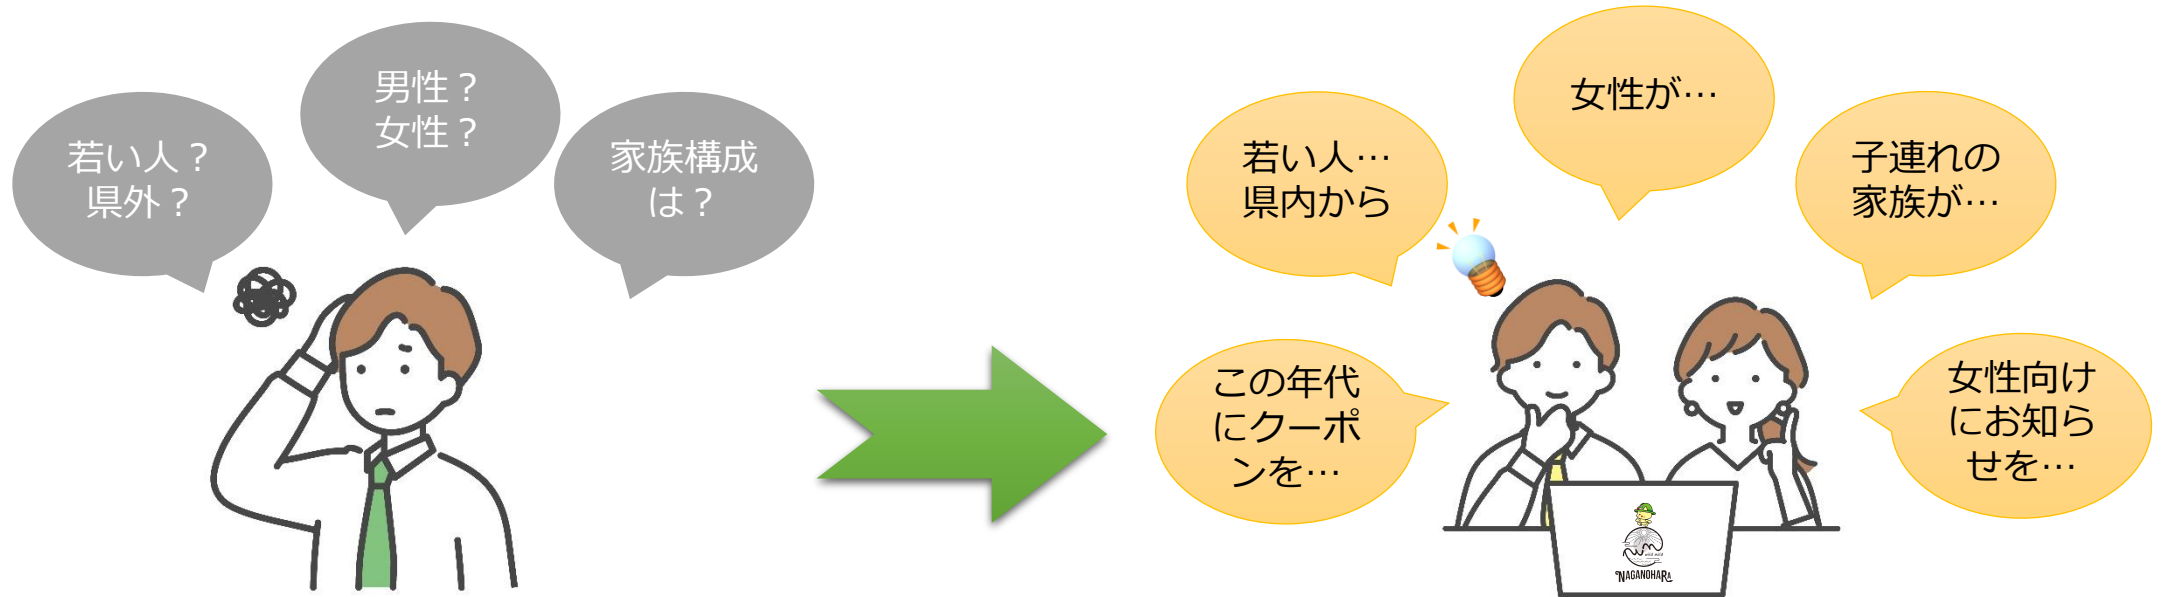 若い人？
県外？
男性？
女性？
家族構成
は？
若い人…
県内から
女性が…
子連れの
家族が…
この年代
にクーポ
ンを…
女性向け
にお知ら
せを…
NAGANOHARA